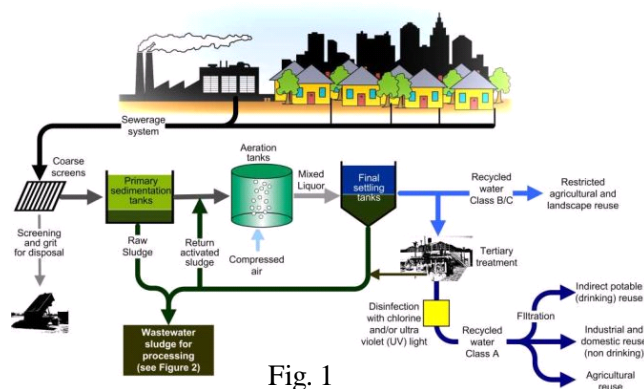 Sewerage
system
Coarse
screens
Primary
sedimentation
tanks
Aeration
tanks
Mixed
Liquor
Final
settling
tanks
Recycled
water
Class B/C
Restricted
agricultural and
landscape reuse
Screening
and grit
for disposal
Raw
Sludge
Return
activated
sludge
Compressed
air
Tertiary
treatment
Wastewater
sludge for
processing
(see Figure 2)
Disinfection
with chlorine
and/or ultra
violet (UV) light
Recycled
water
Class A
FIltration
Indirect potable
(drinking) reuse
Industrial and
domestic reuse
(non drinking)
Agricultural
reuse
Fig. 1